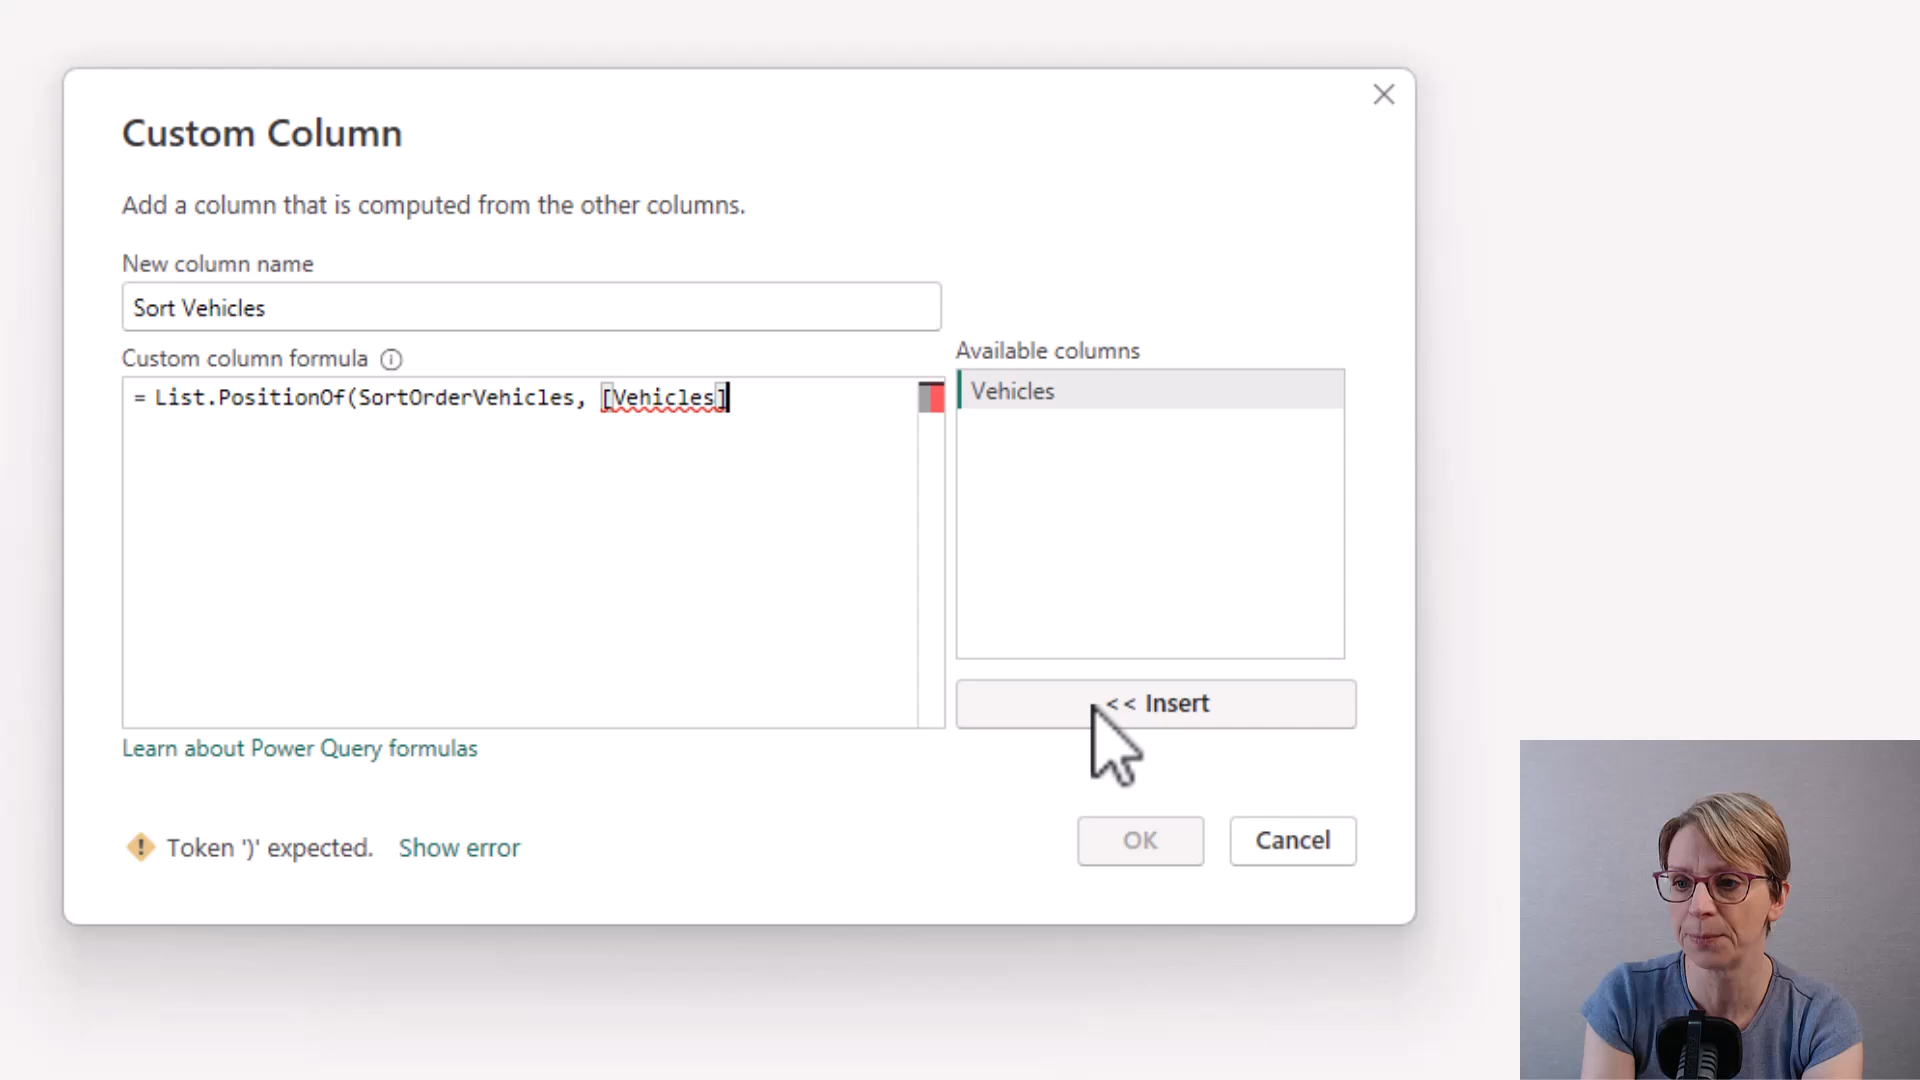 Custom Column
Add a column that is computed from the other columns.
New column name
Sort Vehicles
Custom column formula
Available columns
= List.PositionOf(SortOrderVehicles, [Vehicles]
Vehicles
<< Insert
Learn about Power Query formulas
Token ')' expected.
Show error
OK
Cancel